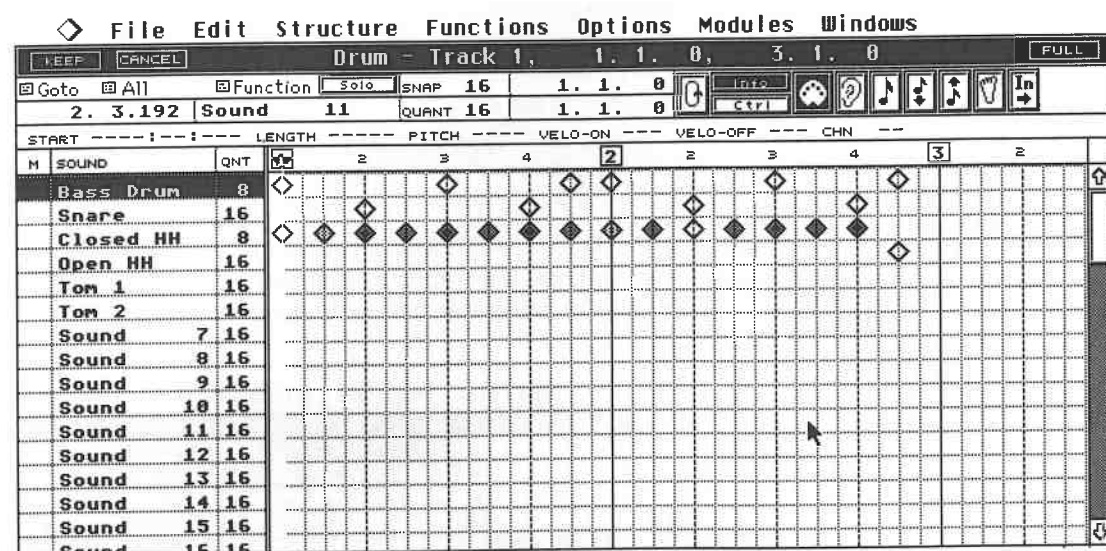 File Edit Structure Functions Options Modules Windows
KEEP CANCEL Drum - Track 1, 1. 1. 0, 3. 1. 0 FULL
Goto All Function Solo SNAP 16 1. 1. 0 Info In
2. 3.192 Sound 11 QUANT 16 1. 1. 0 Ctrl
START ----:--:--- LENGTH ----- PITCH ---- VELO-ON --- VELO-OFF --- CHN --
M SOUND QNT 2 3 4 2 2 3 4 3 2
Bass Drum 8
Snare 16
Closed HH 8
Open HH 16
Tom 1 16
Tom 2 16
Sound 7 16
Sound 8 16
Sound 9 16
Sound 10 16
Sound 11 16
Sound 12 16
Sound 13 16
Sound 14 16
Sound 15 16
Sound 16 16